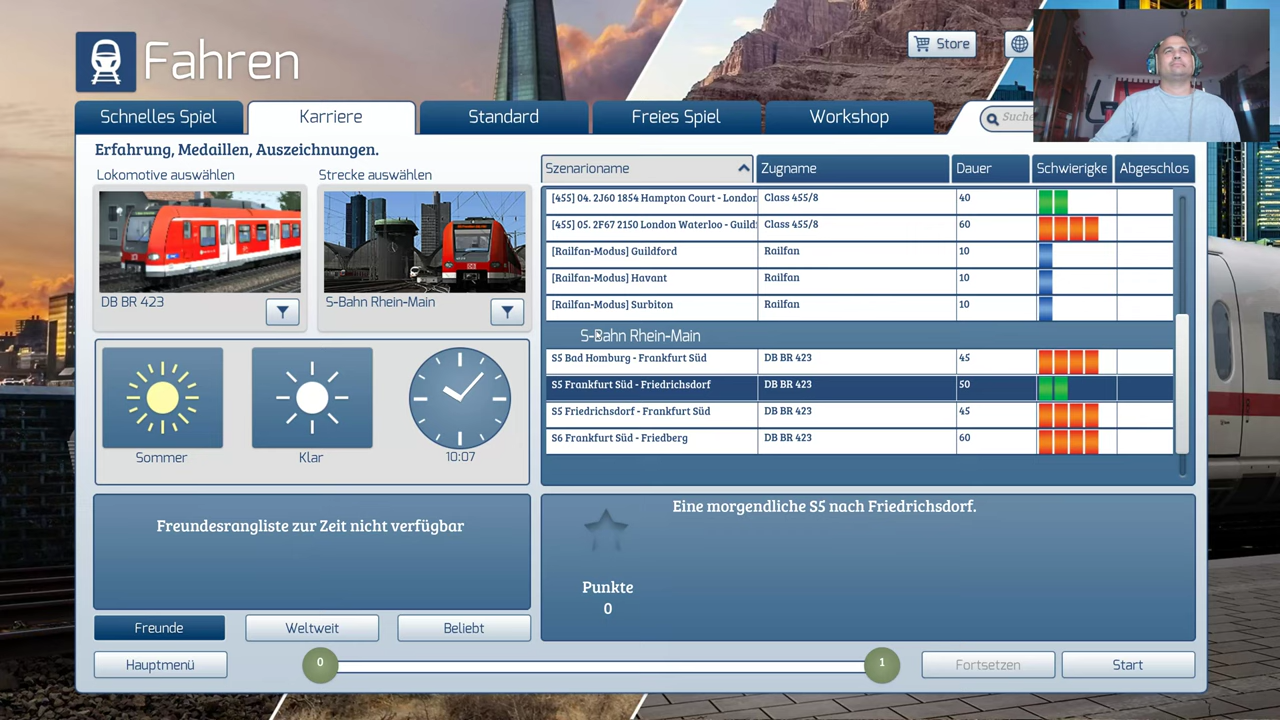 Fahren
Store
Schnelles Spiel
Karriere
Standard
Freies Spiel
Workshop
Suche
Erfahrung, Medaillen, Auszeichnungen.
Lokomotive auswählen
Strecke auswählen
DB BR 423
S-Bahn Rhein-Main
Szenarioname
Zugname
Dauer
Schwierigke
Abgeschlos
[455] 04. 2J60 1854 Hampton Court - London
Class 455/8
40
[455] 05. 2F67 2150 London Waterloo - Guild
Class 455/8
60
[Railfan-Modus] Guildford
Railfan
10
[Railfan-Modus] Havant
Railfan
10
[Railfan-Modus] Surbiton
Railfan
10
S-Bahn Rhein-Main
S5 Bad Homburg - Frankfurt Süd
DB BR 423
45
S5 Frankfurt Süd - Friedrichsdorf
DB BR 423
50
S5 Friedrichsdorf - Frankfurt Süd
DB BR 423
45
S6 Frankfurt Süd - Friedberg
DB BR 423
60
Sommer
Klar
10:07
Freundesrangliste zur Zeit nicht verfügbar
Eine morgendliche S5 nach Friedrichsdorf.
Punkte
0
Freunde
Weltweit
Beliebt
Hauptmenü
0
1
Fortsetzen
Start